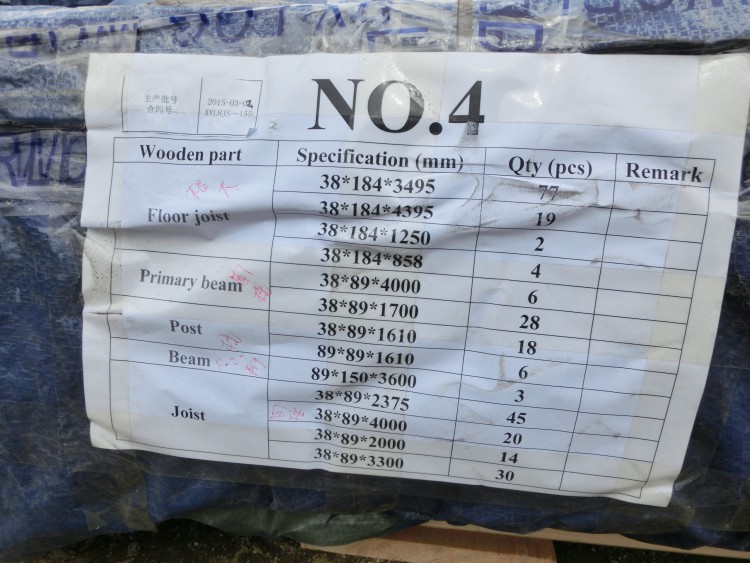 生产批号 2015-03-02
合同号
NO.4
Wooden part Specification (mm) Qty (pcs) Remark
Floor joist
38*184*3495 77
38*184*4395 19
38*184*1250 2
38*184*858 4
Primary beam
38*89*4000 6
38*89*1700 28
Post
38*89*1610 18
89*89*1610 6
Beam
89*150*3600 3
Joist
38*89*2375 45
38*89*4000 20
38*89*2000 14
38*89*3300 30